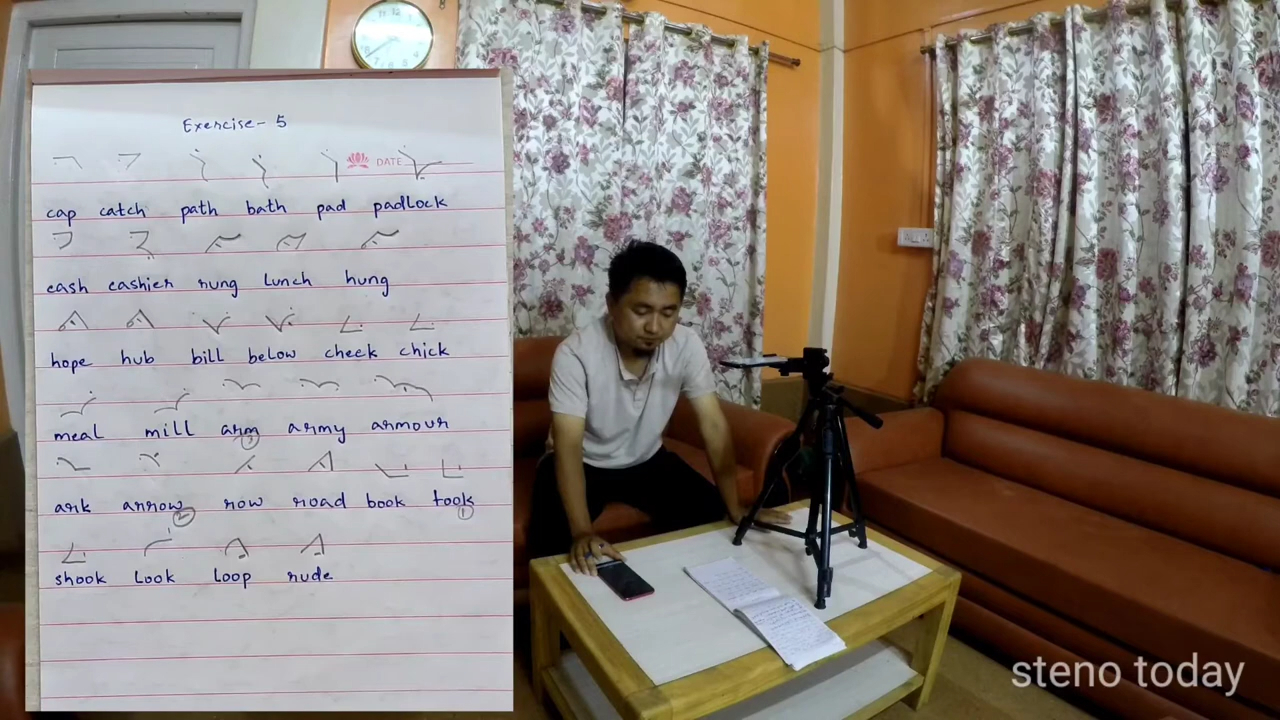 Exercise - 5
DATE
cap catch path bath pad padlock
cash cashier rung lunch hung
hope hub bill below check chick
meal mill arm army armour
ark arrow row road book took
shook look loop rude
steno today